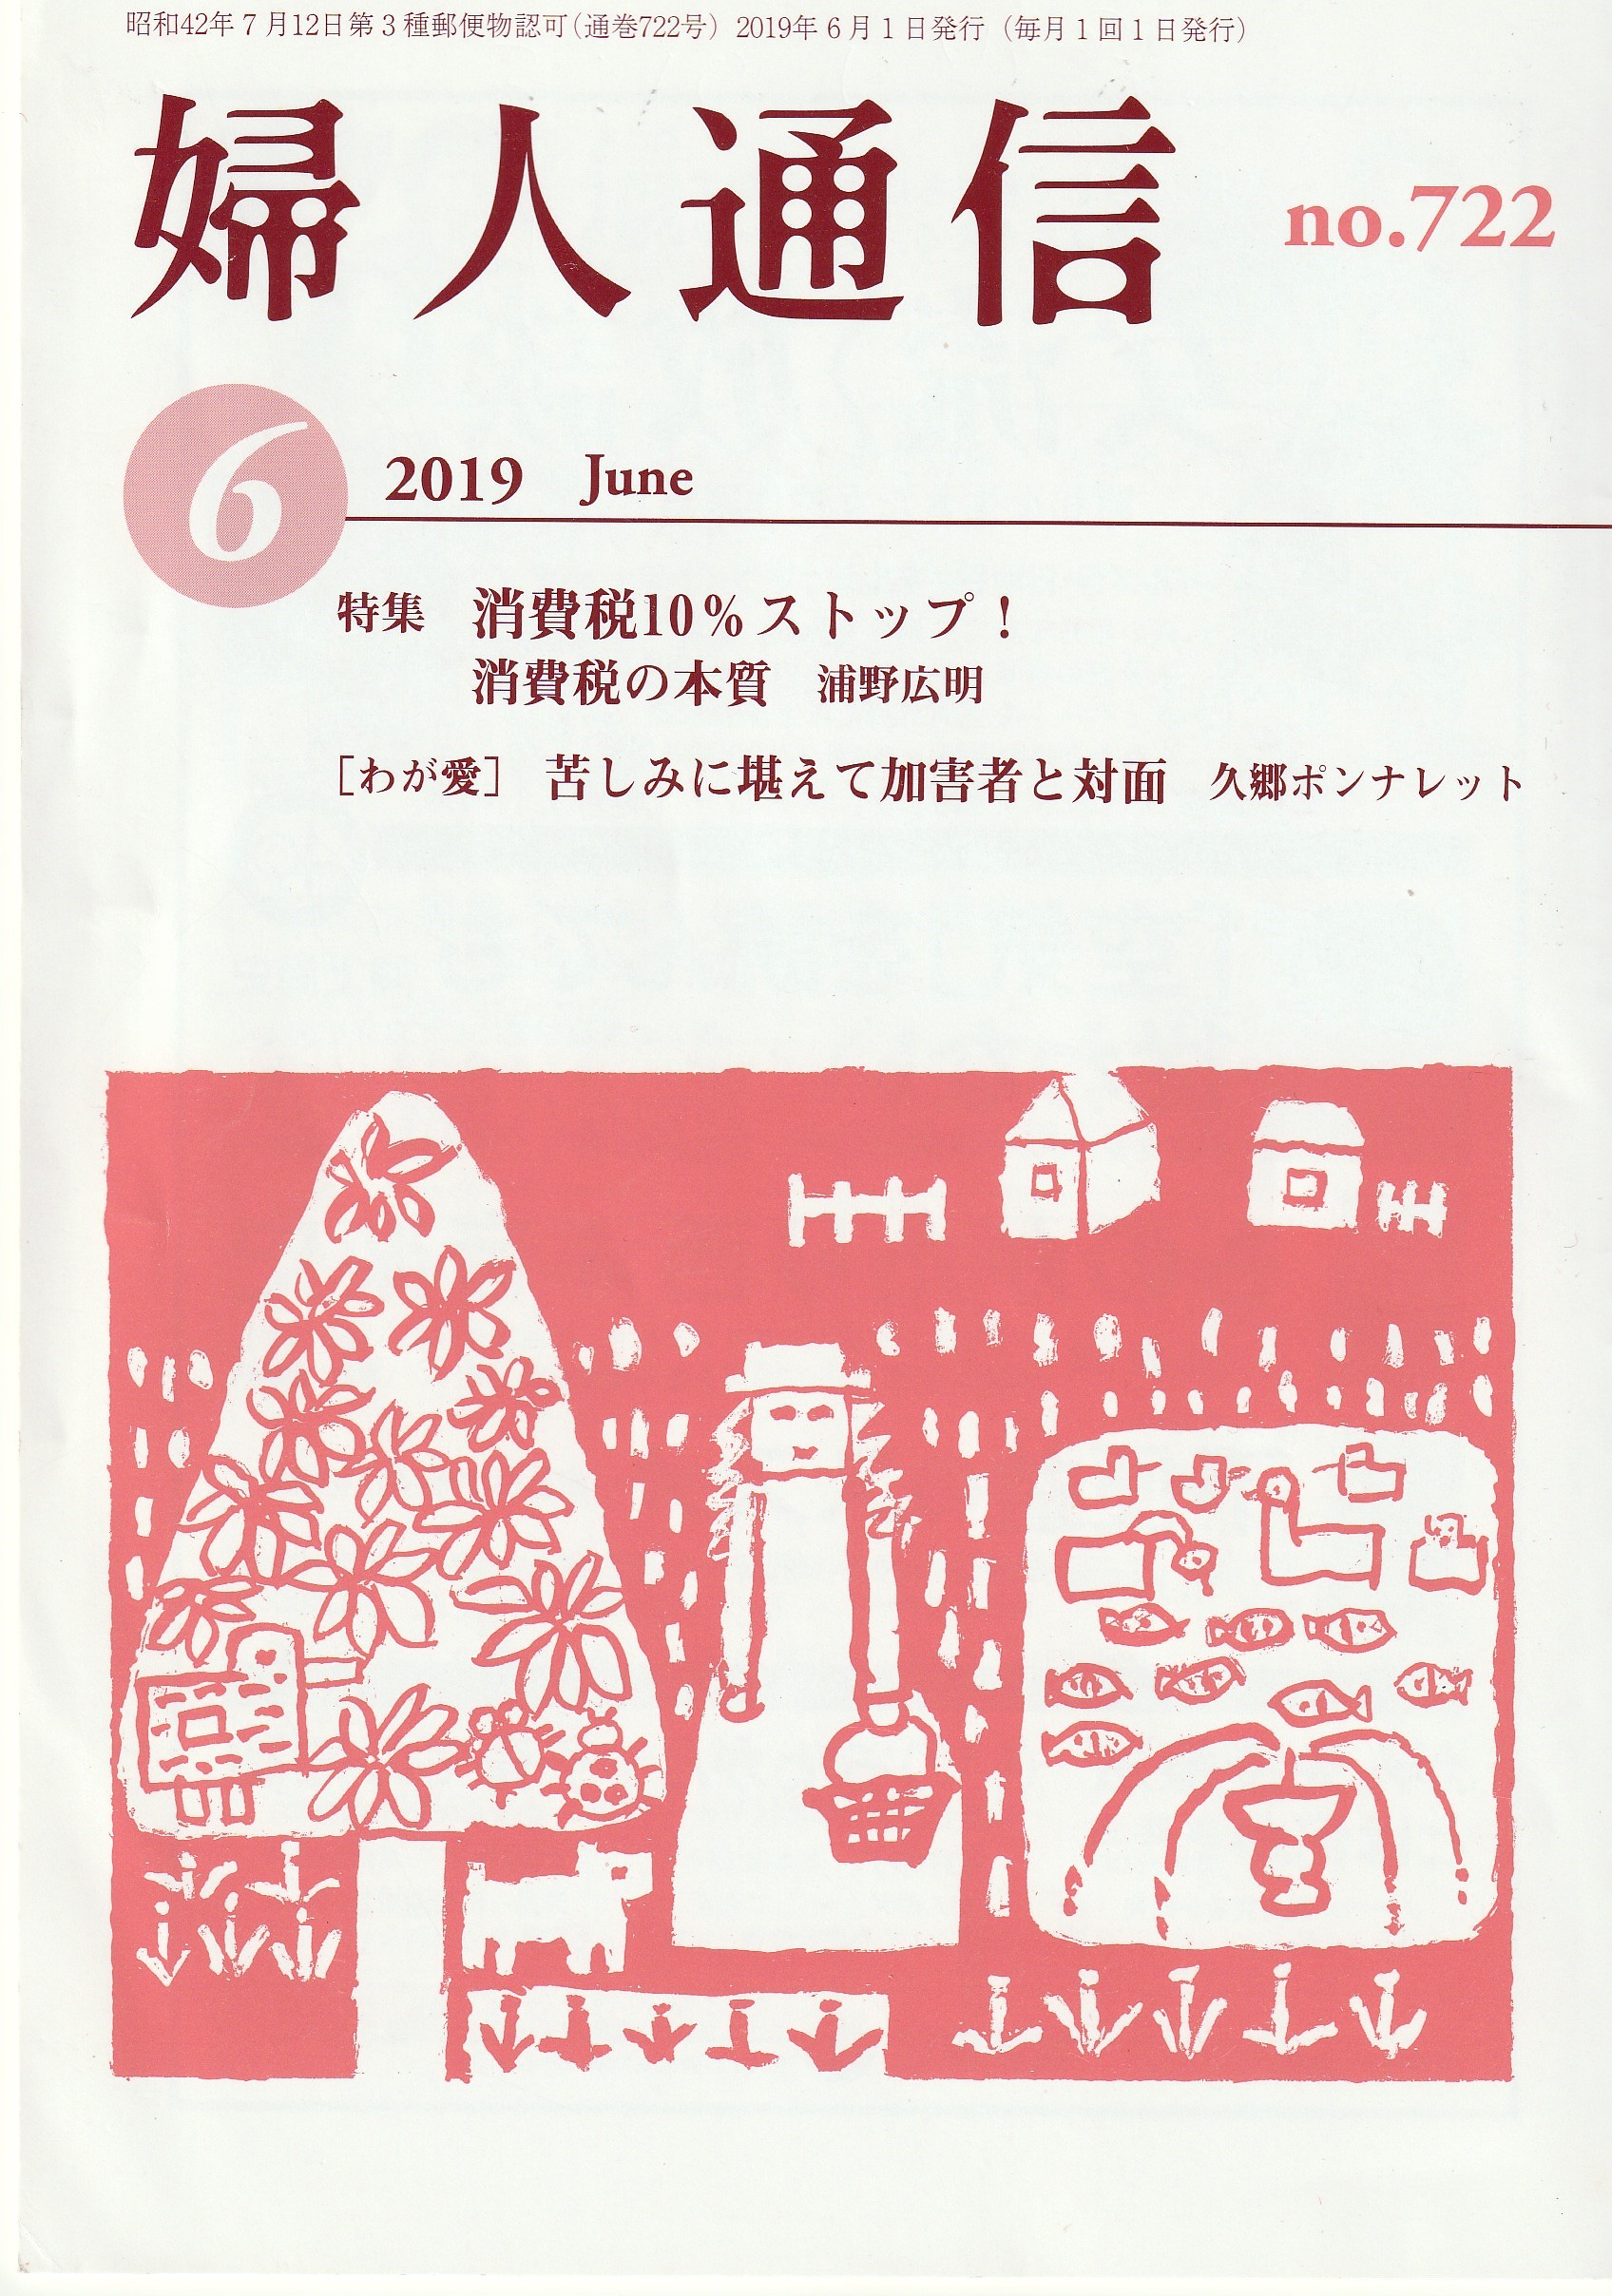 昭和42年7月12日第3種郵便物認可(通巻722号) 2019年6月1日発行(毎月1回1日発行)
婦人通信 no.722
6 2019 June
特集 消費税10%ストップ!
消費税の本質 浦野広明
[わが愛] 苦しみに堪えて加害者と対面 久郷ポンナレット